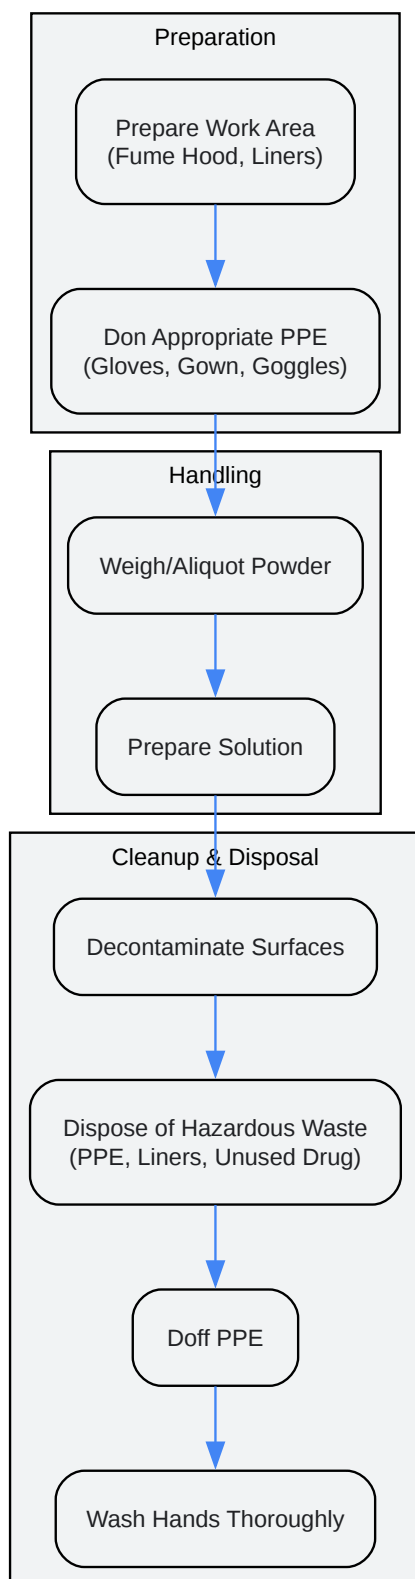 Preparation
Prepare Work Area
(Fume Hood, Liners)
Don Appropriate PPE
(Gloves, Gown, Goggles)
Handling
Weigh/Aliquot Powder
Prepare Solution
Cleanup & Disposal
Decontaminate Surfaces
Dispose of Hazardous Waste
(PPE, Liners, Unused Drug)
Doff PPE
Wash Hands Thoroughly